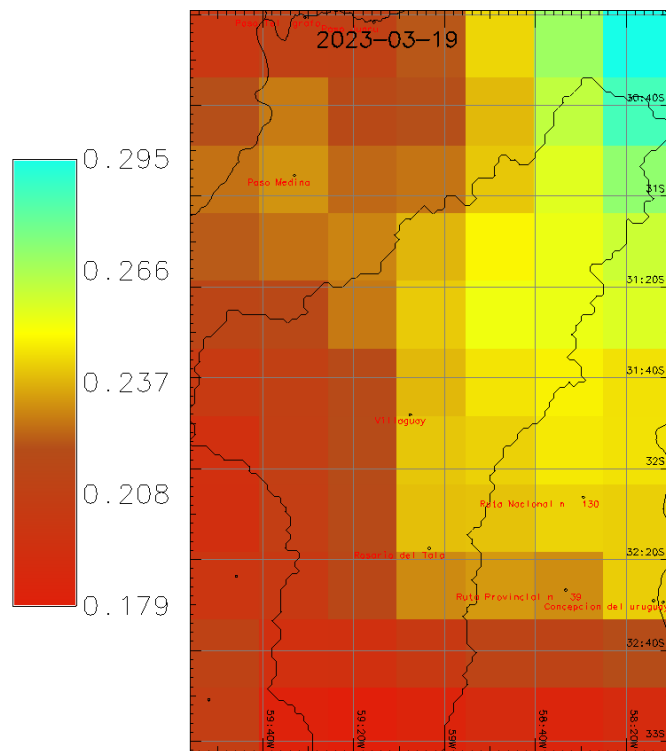 2023-03-19
30:40S
0.295
Paso Medina
31S
0.266
31:20S
0.237
31:40S
Villaguay
32S
0.208
Ruta Nacional n 130
Rosario del Tala
32:20S
Ruta Provincial n 39
0.179
Concepcion del uruguay
32:40S
59:40W
59:20W
59W
58:40W
58:20W
33S